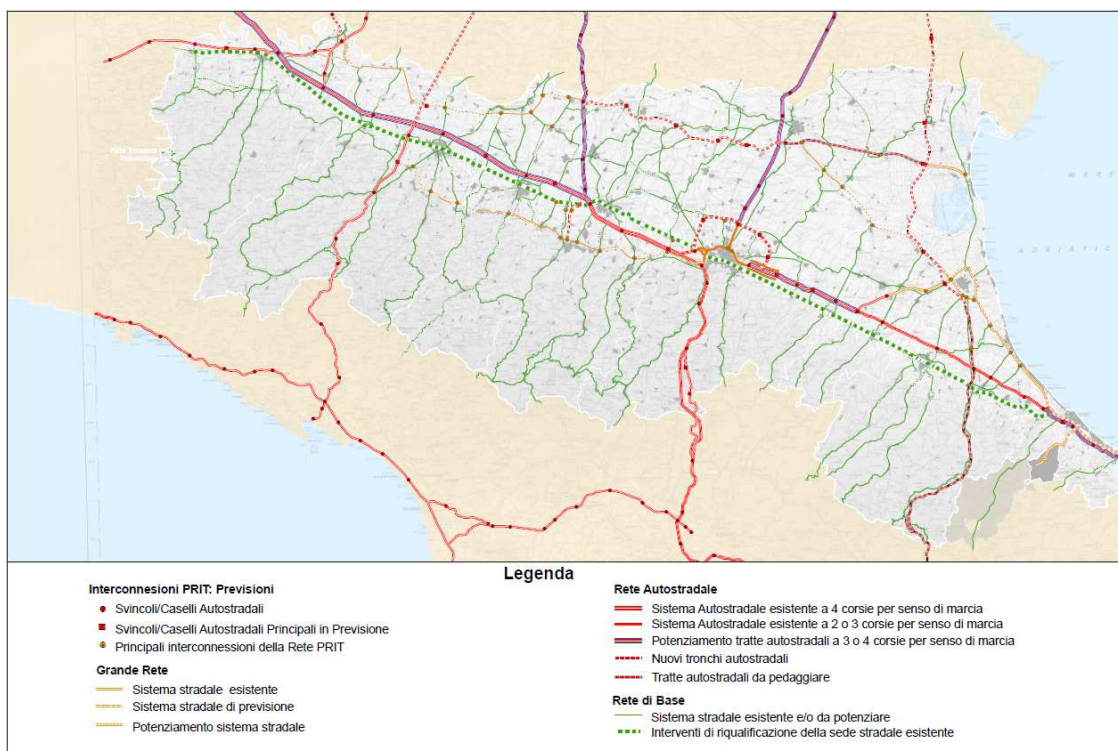 MARE
ADRIATIC
Legenda
Interconnesioni PRIT: Previsioni
Svincoli/Caselli Autostradali
Svincoli/Caselli Autostradali Principali in Previsione
Principali interconnessioni della Rete PRIT
Grande Rete
Sistema stradale esistente
Sistema stradale di previsione
Potenziamento sistema stradale
Rete Autostradale
Sistema Autostradale esistente a 4 corsie per senso di marcia
Sistema Autostradale esistente a 2 o 3 corsie per senso di marcia
Potenziamento tratte autostradali a 3 o 4 corsie per senso di marcia
Nuovi tronchi autostradali
Tratte autostradali da pedaggiare
Rete di Base
Sistema stradale esistente e/o da potenziare
Interventi di riqualificazione della sede stradale esistente